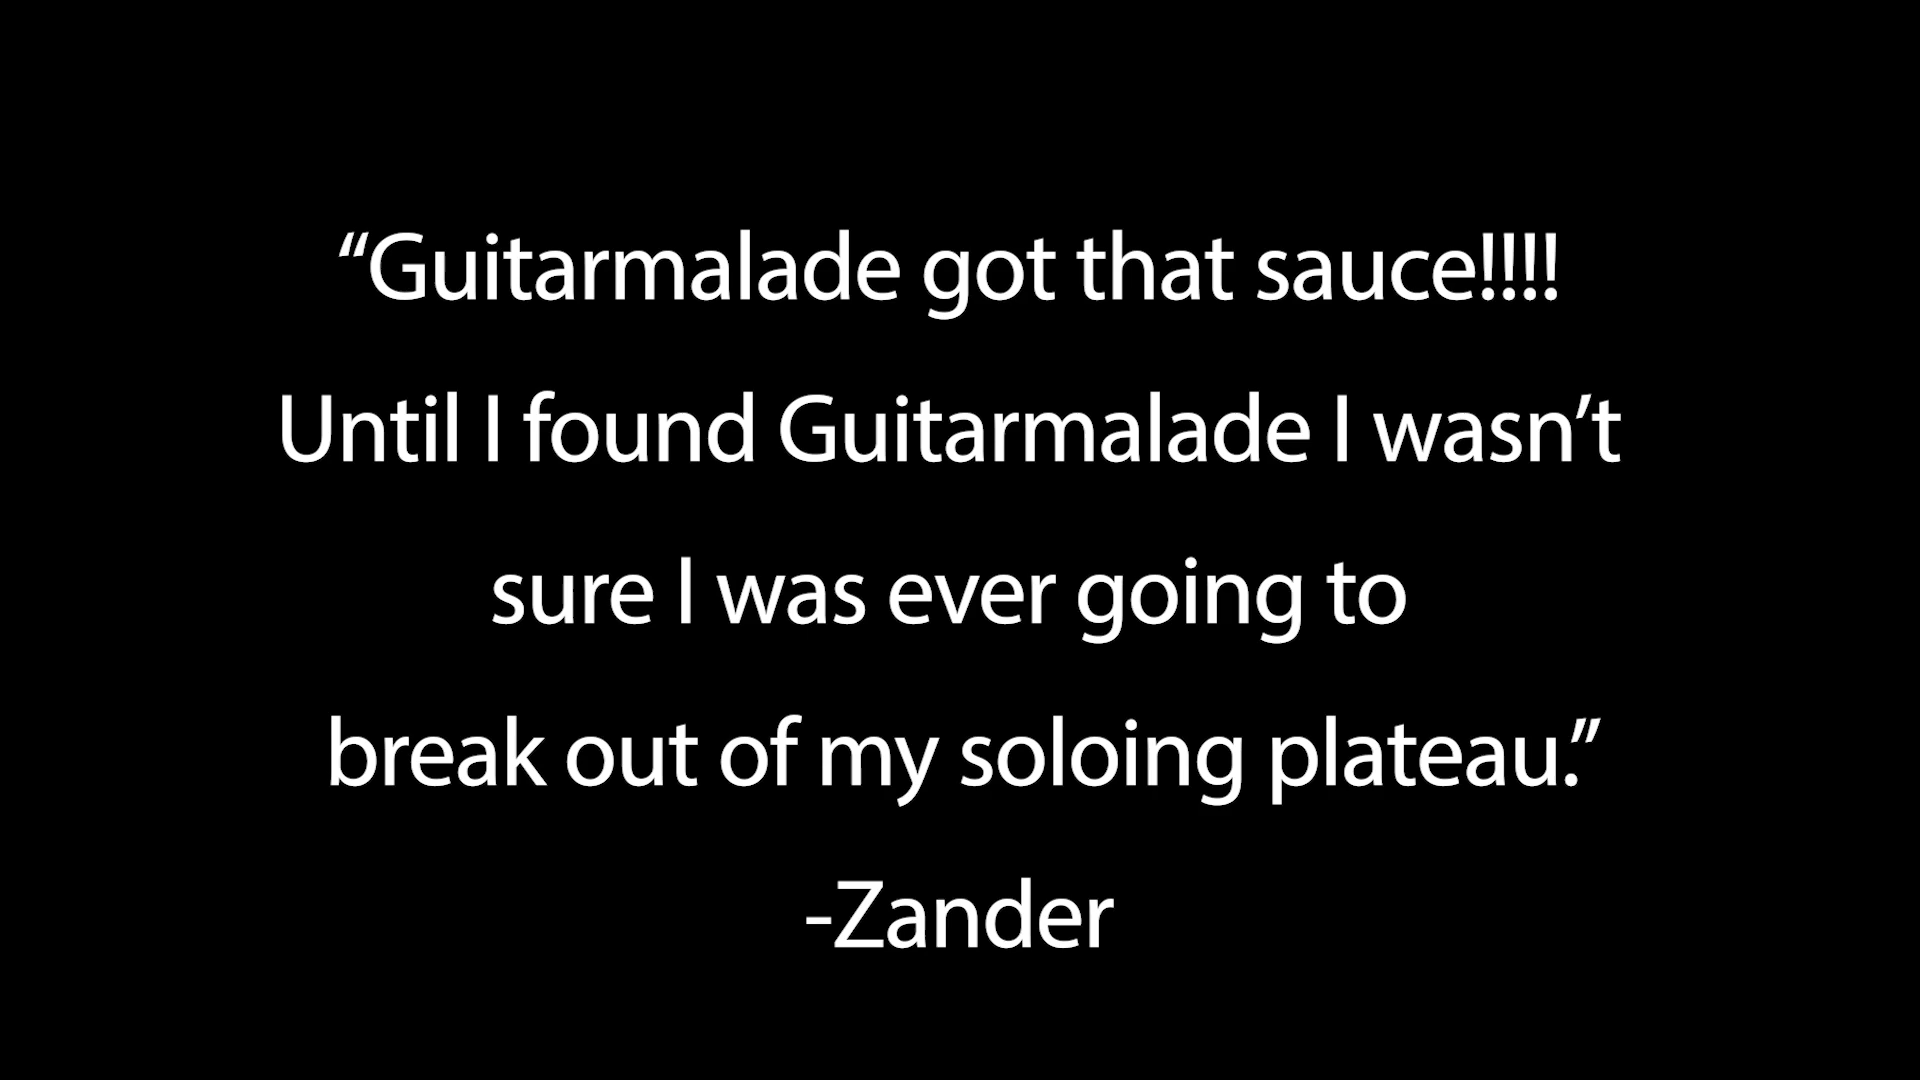 “Guitarmalade got that sauce!!!!
Until I found Guitarmalade I wasn’t
sure I was ever going to
break out of my soloing plateau.”
-Zander